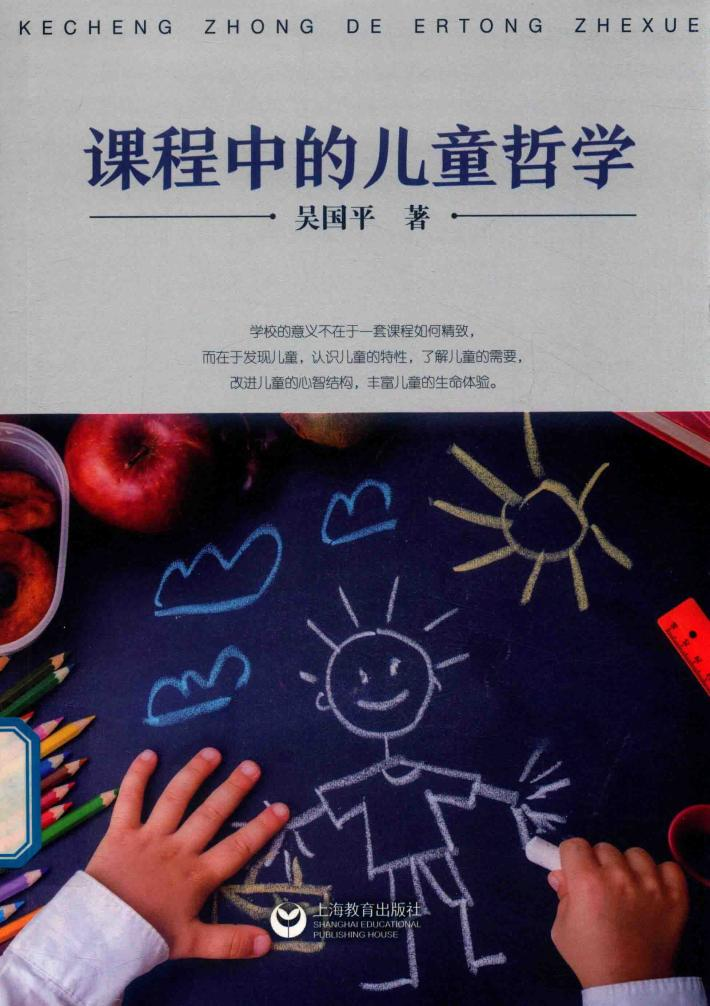 KECHENG ZHONG DE ERTONG ZHEXUE
课程中的儿童哲学
吴国平 著
学校的意义不在于一套课程如何精致，
而在于发现儿童，认识儿童的特性，了解儿童的需要，
改进儿童的心智结构，丰富儿童的生命体验。
上海教育出版社
SHANGHAI EDUCATIONAL
PUBLISHING HOUSE